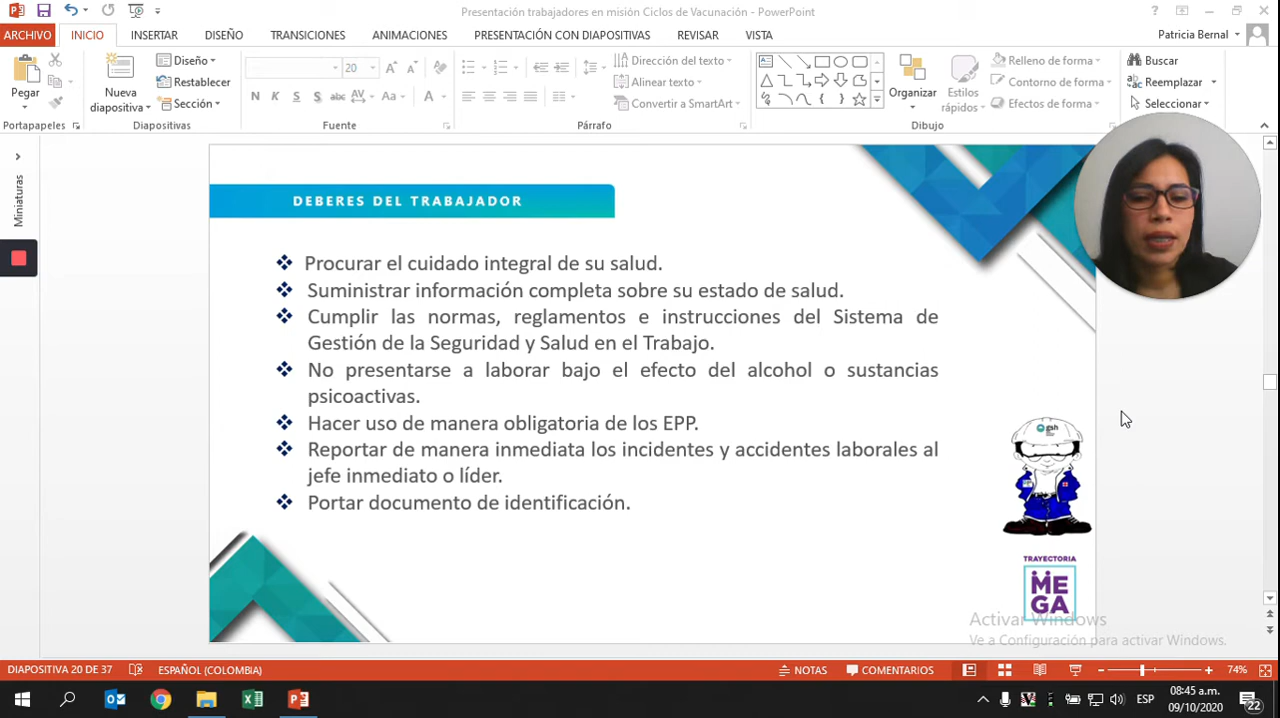 Presentación trabajadores en misión Ciclos de Vacunación - PowerPoint
ARCHIVO INICIO INSERTAR DISEÑO TRANSICIONES ANIMACIONES PRESENTACIÓN CON DIAPOSITIVAS REVISAR VISTA Patricia Bernal
Pegar
Nueva diapositiva
Diseño
Restablecer
Sección
20
N K S S abc AV Aa A
Dirección del texto
Alinear texto
Convertir a SmartArt
Organizar
Estilos rápidos
Relleno de forma
Contorno de forma
Efectos de forma
Buscar
Reemplazar
Seleccionar
Portapapeles Diapositivas Fuente Párrafo Dibujo
Miniaturas
DEBERES DEL TRABAJADOR
Procurar el cuidado integral de su salud.
Suministrar información completa sobre su estado de salud.
Cumplir las normas, reglamentos e instrucciones del Sistema de
Gestión de la Seguridad y Salud en el Trabajo.
No presentarse a laborar bajo el efecto del alcohol o sustancias
psicoactivas.
Hacer uso de manera obligatoria de los EPP.
Reportar de manera inmediata los incidentes y accidentes laborales al
jefe inmediato o líder.
Portar documento de identificación.
gsh
TRAYECTORIA
MEGA
Activar Windows
Ve a Configuración para activar Windows.
DIAPOSITIVA 20 DE 37 ESPAÑOL (COLOMBIA) NOTAS COMENTARIOS 74%
ESP 08:45 a.m.
09/10/2020 22